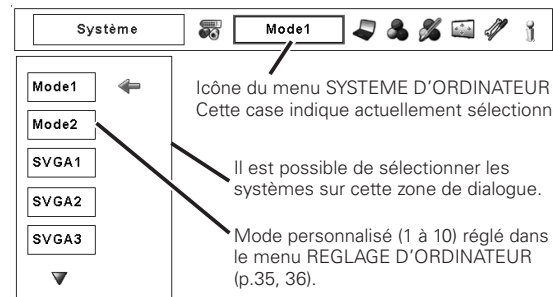 Système
Mode1
Icône du menu SYSTEME D'ORDINATEUR
Cette case indique actuellement sélectionn
Mode1
Mode2
SVGA1
SVGA2
SVGA3
Il est possible de sélectionner les
systèmes sur cette zone de dialogue.
Mode personnalisé (1 à 10) réglé dans
le menu REGLAGE D'ORDINATEUR
(p.35, 36).